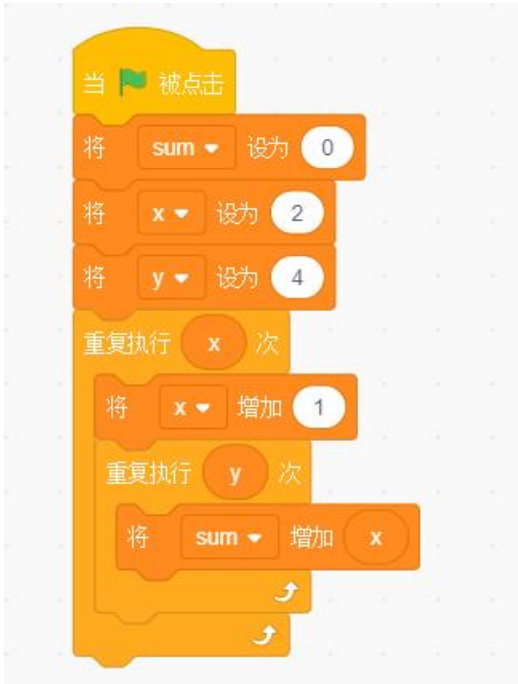 当 被点击
将 sum 设为 0
将 x 设为 2
将 y 设为 4
重复执行 x 次
将 x 增加 1
重复执行 y 次
将 sum 增加 x